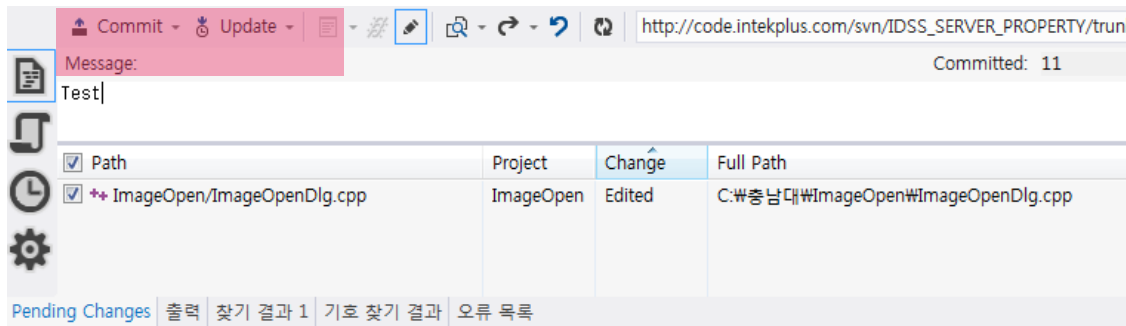 Commit Update http://code.intekplus.com/svn/IDSS_SERVER_PROPERTY/trun
Message: Committed: 11
Test
Path Project Change Full Path
ImageOpen/ImageOpenDlg.cpp ImageOpen Edited C:₩충남대₩ImageOpen₩ImageOpenDlg.cpp
Pending Changes 출력 찾기 결과 1 기호 찾기 결과 오류 목록